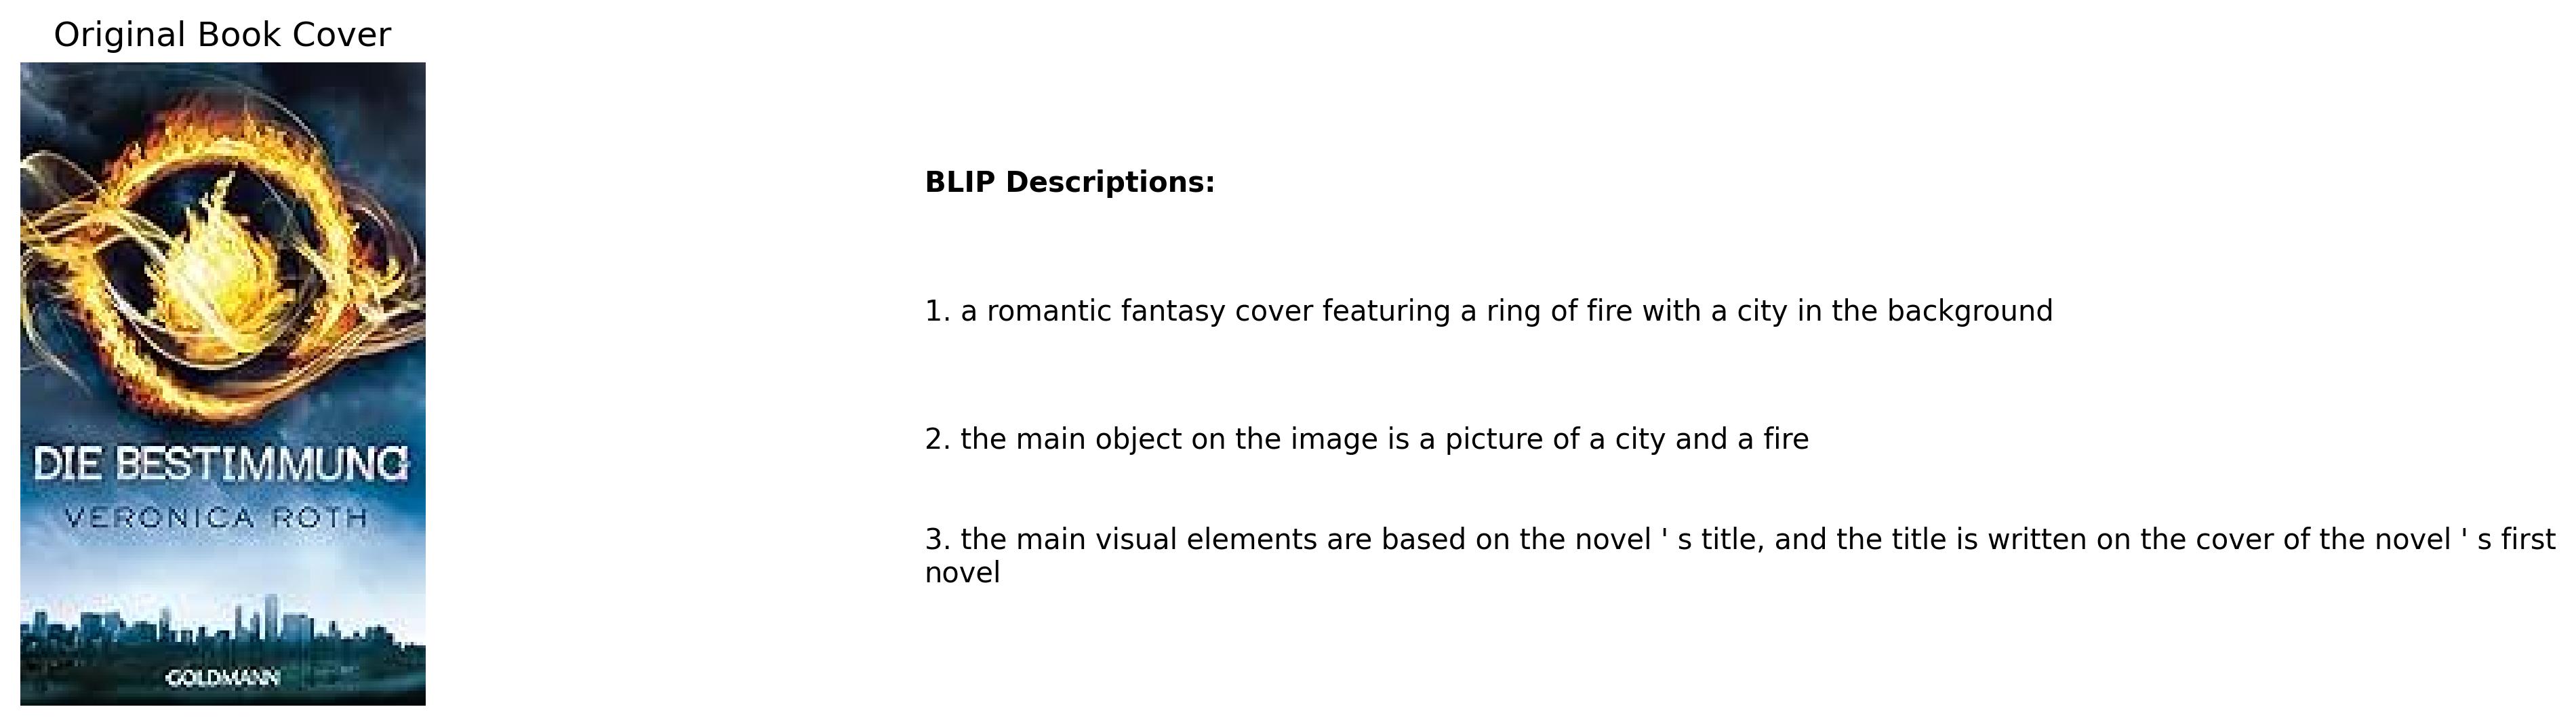 Original Book Cover
DIE BESTIMMUNG
VERONICA ROTH
GOLDMANN
BLIP Descriptions:
1. a romantic fantasy cover featuring a ring of fire with a city in the background
2. the main object on the image is a picture of a city and a fire
3. the main visual elements are based on the novel ' s title, and the title is written on the cover of the novel ' s first
novel